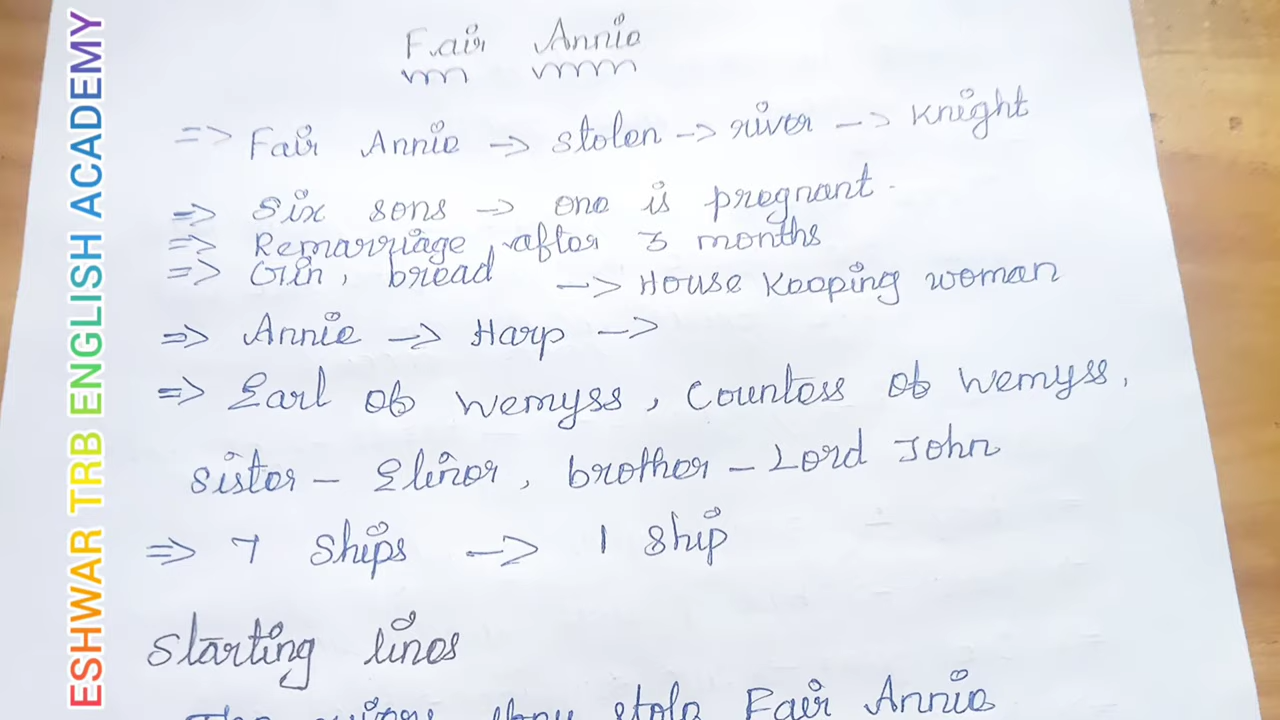 ESHWAR TRB ENGLISH ACADEMY
Fair Annie
=> Fair Annie -> stolen -> river -> Knight
=> Six sons -> one is pregnant.
=> Remarriage, after 3 months
=> Gin, bread -> House Keeping woman
=> Annie -> Harp ->
=> Earl of Wemyss, Countess of Wemyss,
sister - Elinor, brother - Lord John
=> 7 Ships -> 1 Ship
Starting lines
they stole Fair Annie